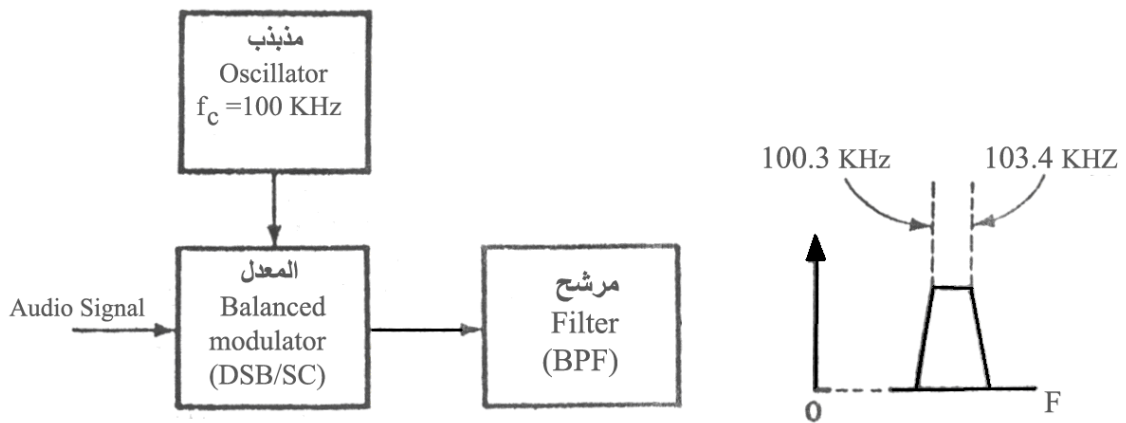 مذبذب
Oscillator
fc =100 KHz
100.3 KHz
103.4 KHZ
Audio Signal
المعدل
Balanced
modulator
(DSB/SC)
مرشح
Filter
(BPF)
0
F